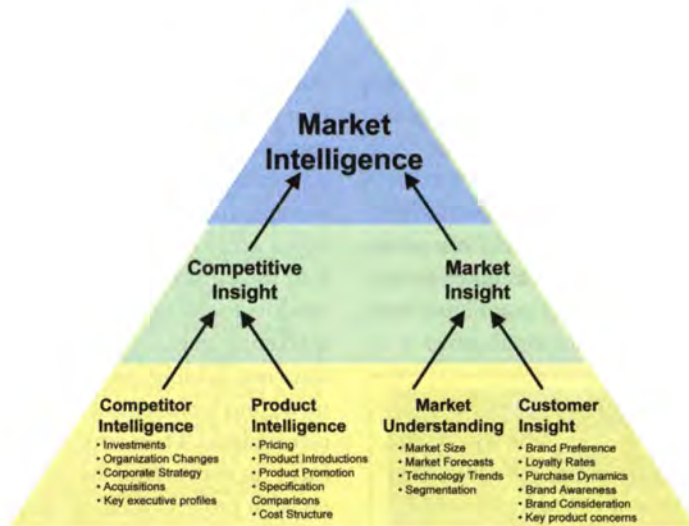 Market
Intelligence
Competitive
Insight
Market
Insight
Competitor
Intelligence
• Investments
• Organization Changes
• Corporate Strategy
• Acquisitions
• Key executive profiles
Product
Intelligence
• Pricing
• Product Introductions
• Product Promotion
• Specification
Comparisons
• Cost Structure
Market
Understanding
• Market Size
• Market Forecasts
• Technology Trends
• Segmentation
Customer
Insight
• Brand Preference
• Loyalty Rates
• Purchase Dynamics
• Brand Awareness
• Brand Consideration
• Key product concerns